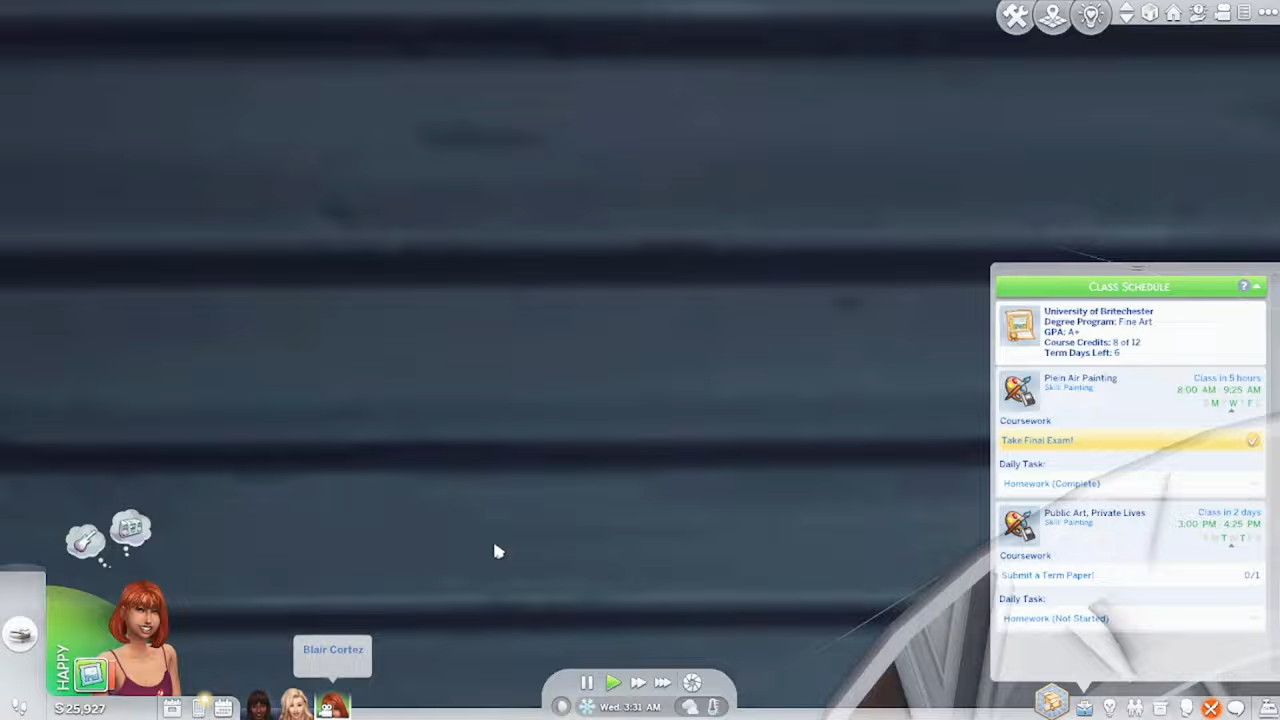 CLASS SCHEDULE
?
University of Britechester
Degree Program: Fine Art
GPA: A+
Course Credits: 8 of 12
Term Days Left: 6
Plein Air Painting
Class in 5 hours
Skill: Painting
8:00 AM - 9:25 AM
M W F
Coursework
Take Final Exam!
Daily Task:
Homework (Complete)
Public Art, Private Lives
Class in 2 days
Skill: Painting
3:00 PM - 4:25 PM
T T
Coursework
Submit a Term Paper!
0/1
Daily Task:
Homework (Not Started)
HAPPY
Blair Cortez
$25,927
Wed. 3:31 AM